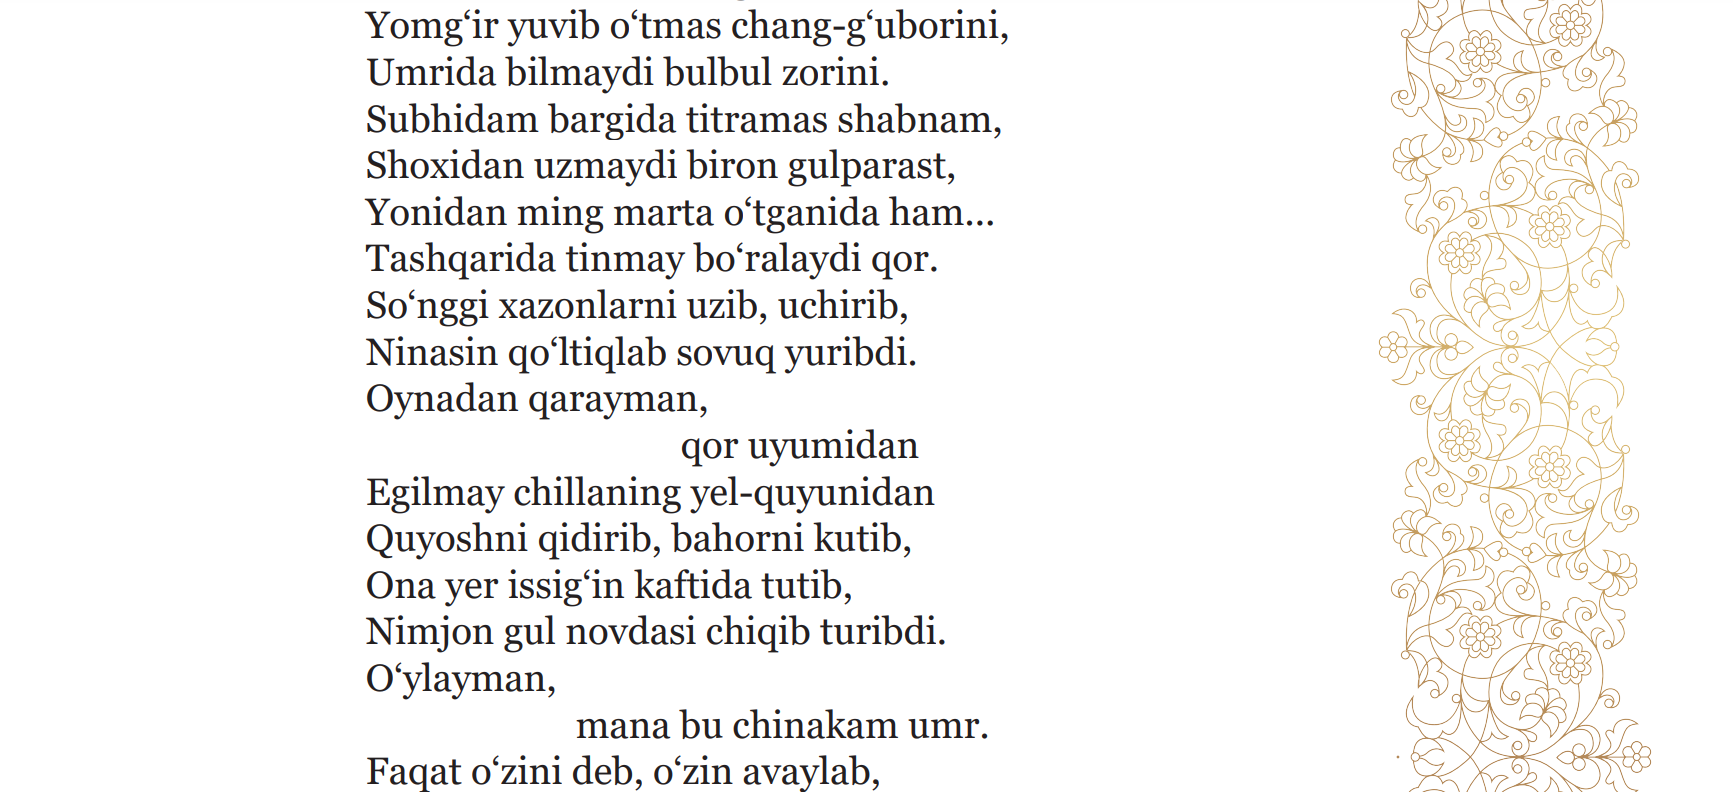 Yomg‘ir yuvib o‘tmas chang-g‘uborini,
Umrida bilmaydi bulbul zorini.
Subhidam bargida titramas shabnam,
Shoxidan uzmaydi biron gulparast,
Yonidan ming marta o‘tganida ham...
Tashqarida tinmay bo‘ralaydi qor.
So‘nggi xazonlarni uzib, uchirib,
Ninasin qo‘ltiqlab sovuq yuribdi.
Oynadan qarayman,
qor uyumidan
Egilmay chillaning yel-quyunidan
Quyoshni qidirib, bahorni kutib,
Ona yer issig‘in kaftida tutib,
Nimjon gul novdasi chiqib turibdi.
O‘ylayman,
mana bu chinakam umr.
Faqat o‘zini deb, o‘zin avaylab,